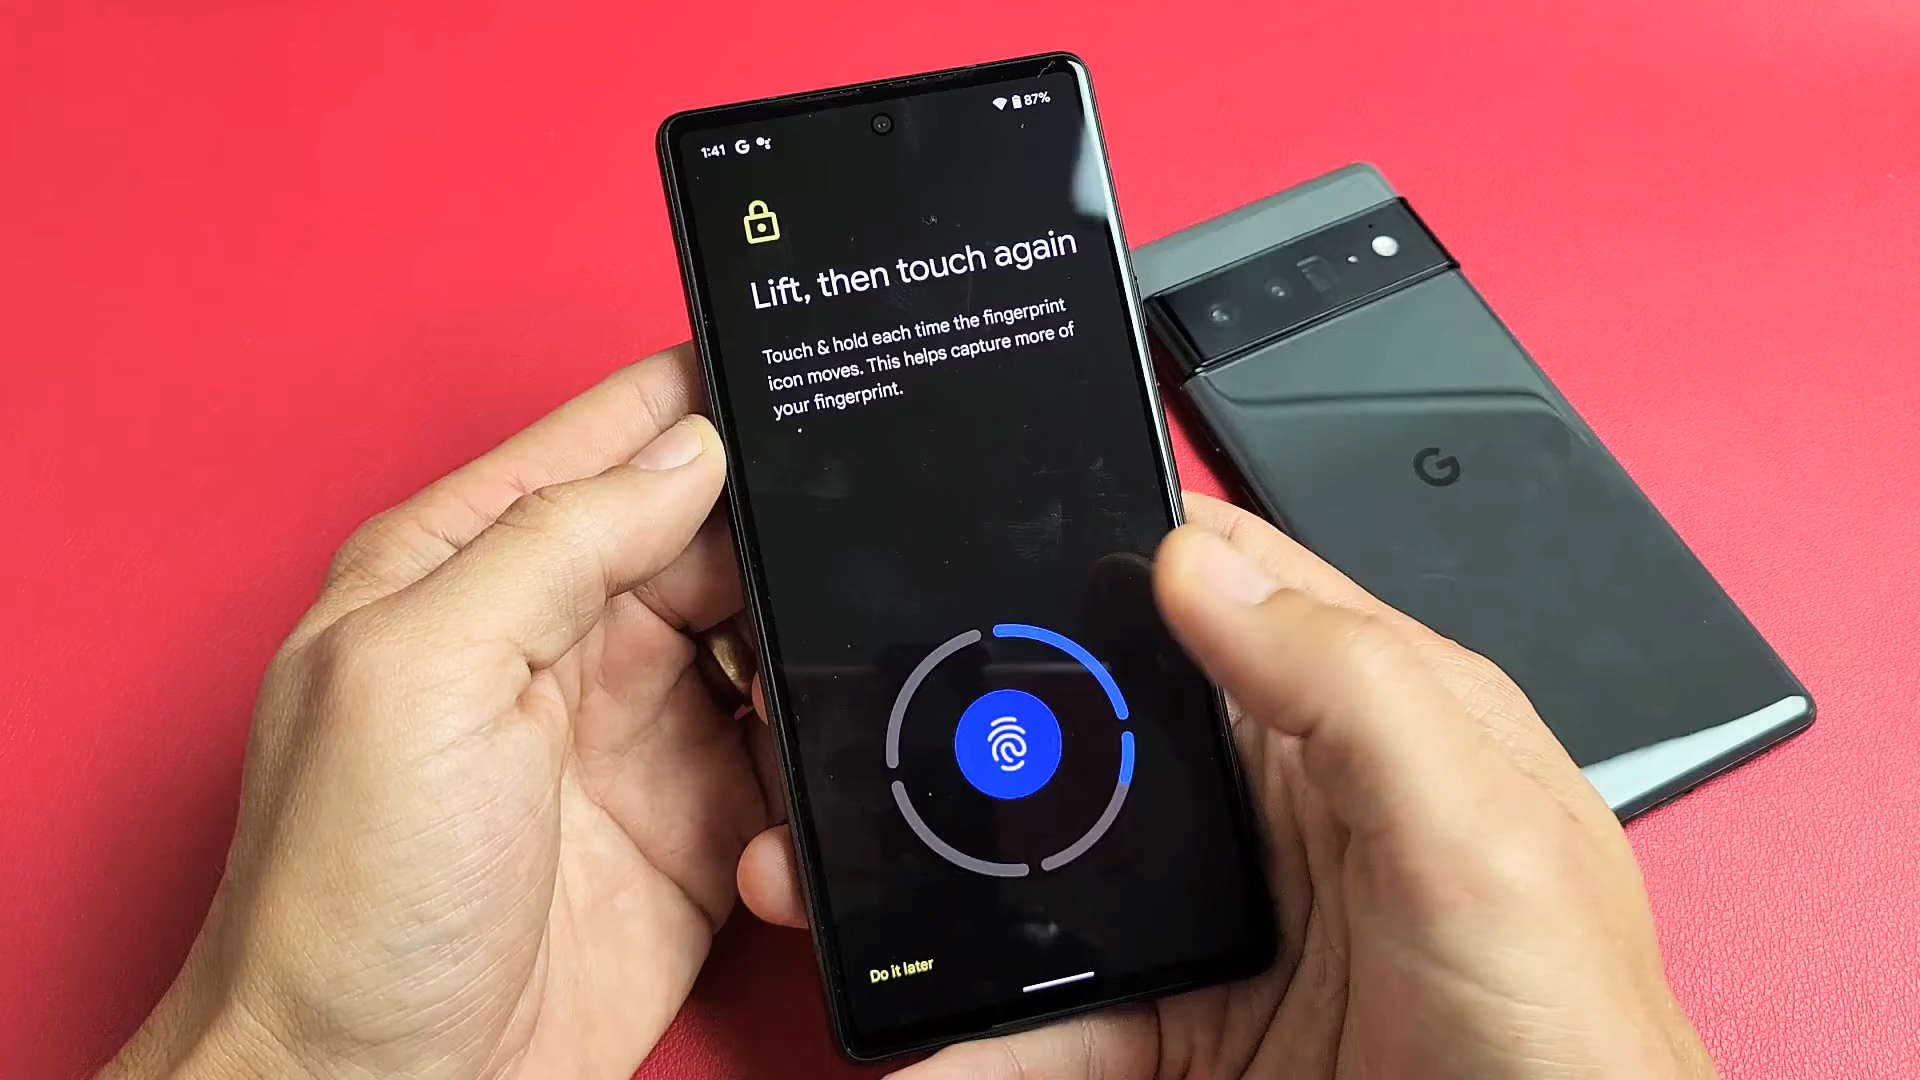 1:41 G 87%
Lift, then touch again
Touch & hold each time the fingerprint
icon moves. This helps capture more of
your fingerprint.
Do it later
G